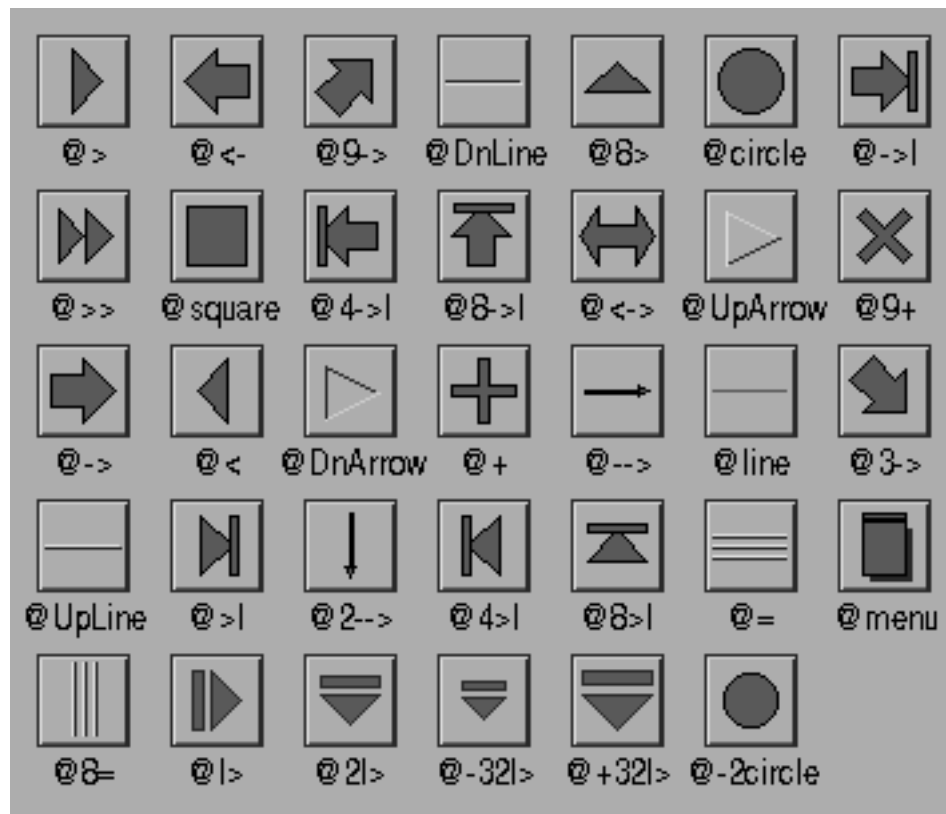 @> @<- @9-> @DnLine @8> @circle @->|
@>> @square @4->| @8->| @<-> @UpArrow @9+
@-> @< @DnArrow @+ @--> @line @3->
@UpLine @>| @2--> @4>| @8>| @= @menu
@8= @|> @2|> @-32|> @+32|> @-2circle